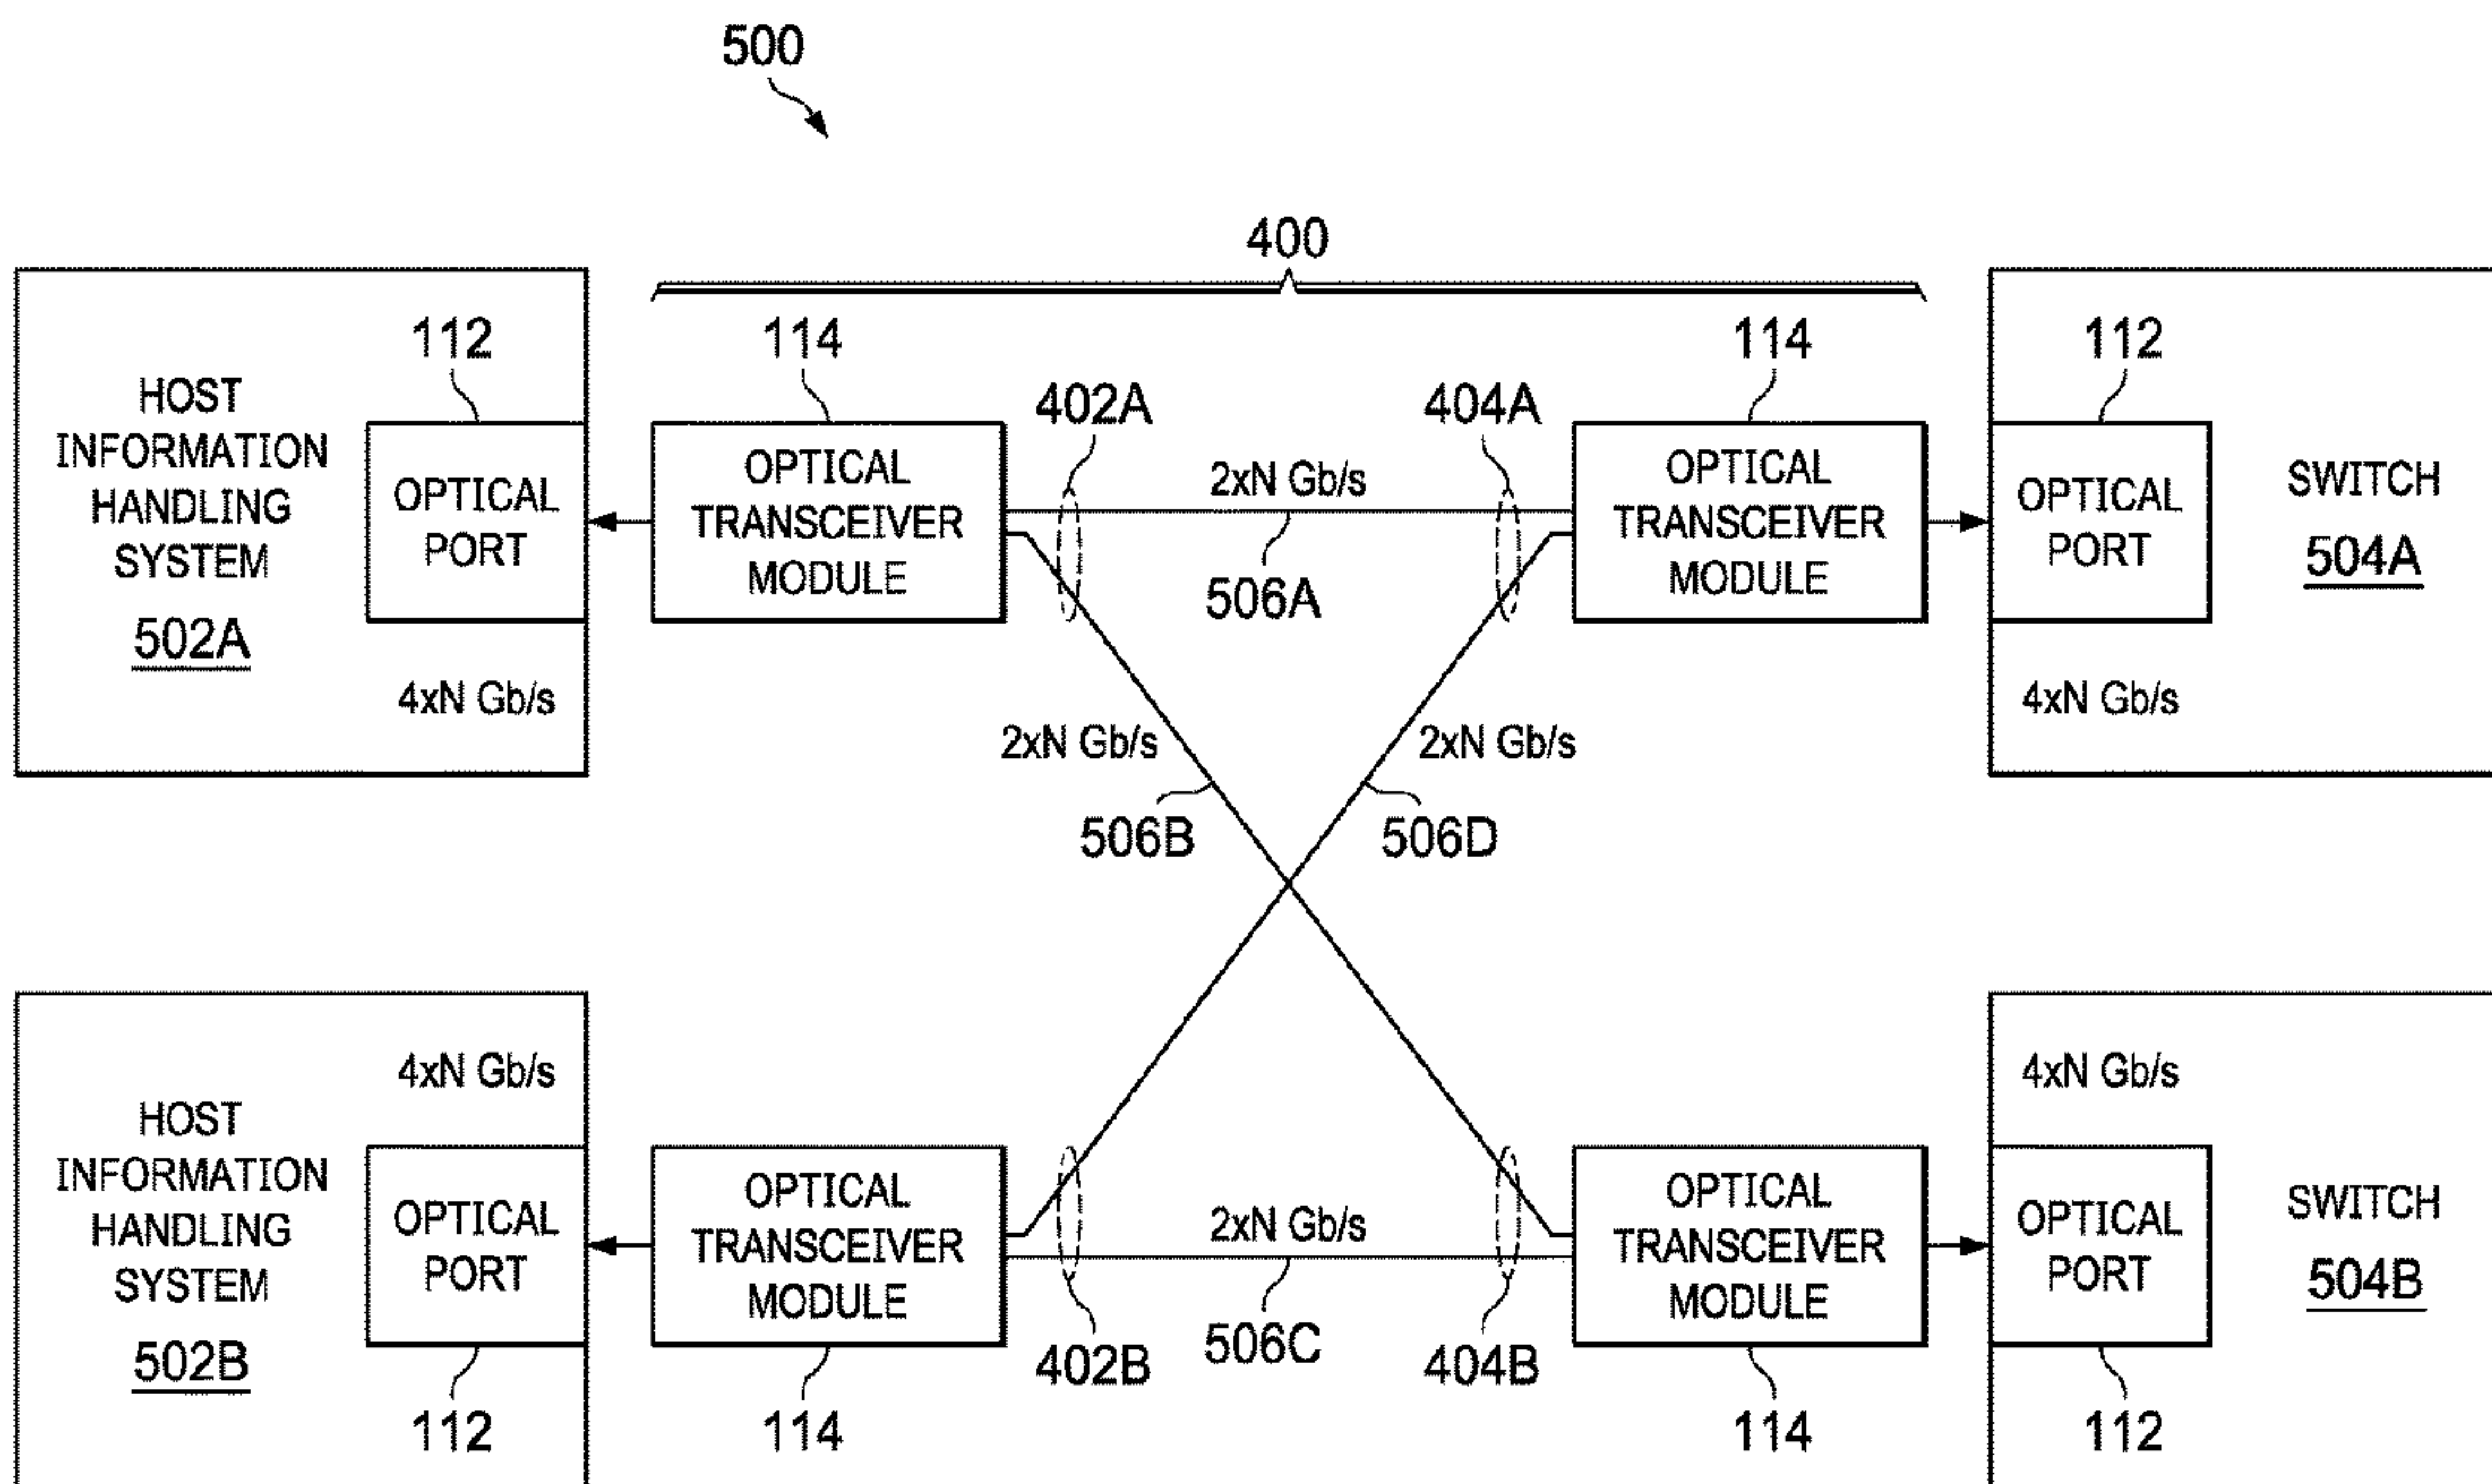 500
400
112
114
114
112
402A
404A
HOST
INFORMATION
HANDLING
SYSTEM
502A
OPTICAL
PORT
4xN Gb/s
OPTICAL
TRANSCEIVER
MODULE
2xN Gb/s
506A
OPTICAL
TRANSCEIVER
MODULE
OPTICAL
PORT
SWITCH
504A
4xN Gb/s
2xN Gb/s
2xN Gb/s
506B
506D
4xN Gb/s
HOST
INFORMATION
HANDLING
SYSTEM
502B
OPTICAL
PORT
OPTICAL
TRANSCEIVER
MODULE
2xN Gb/s
506C
OPTICAL
TRANSCEIVER
MODULE
4xN Gb/s
OPTICAL
PORT
SWITCH
504B
402B
404B
112
114
114
112